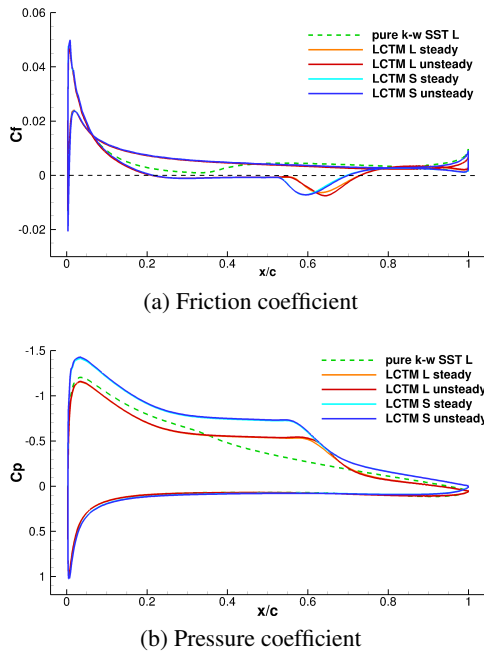 0.06
0.04
0.02
0
-0.02
Cf
pure k-w SST L
LCTM L steady
LCTM L unsteady
LCTM S steady
LCTM S unsteady
0 0.2 0.4 0.6 0.8 1
x/c
(a) Friction coefficient
-1.5
-1
-0.5
0
0.5
1
Cp
pure k-w SST L
LCTM L steady
LCTM L unsteady
LCTM S steady
LCTM S unsteady
0 0.2 0.4 0.6 0.8 1
x/c
(b) Pressure coefficient